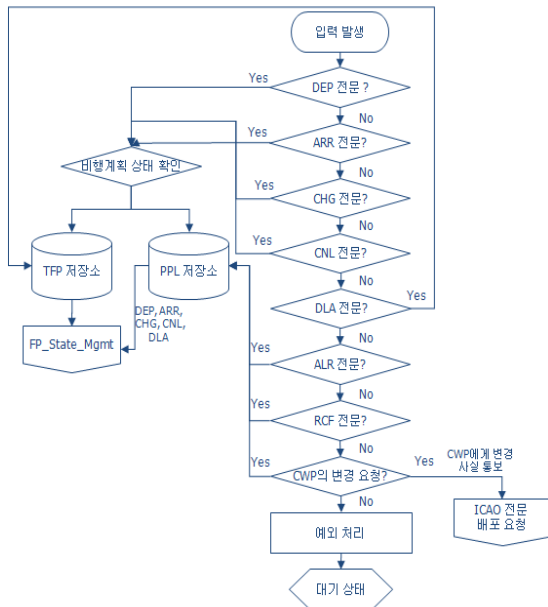 입력 발생
Yes
DEP 전문 ?
No
Yes
ARR 전문?
비행계획 상태 확인
No
Yes
CHG 전문?
No
Yes
CNL 전문?
TFP 저장소
PPL 저장소
No
Yes
DLA 전문?
DEP, ARR,
CHG, CNL,
DLA
FP_State_Mgmt
No
Yes
ALR 전문?
No
Yes
RCF 전문?
No
Yes
CWP의 변경 요청?
Yes
CWP에게 변경
사실 통보
No
ICAO 전문
배포 요청
예외 처리
대기 상태